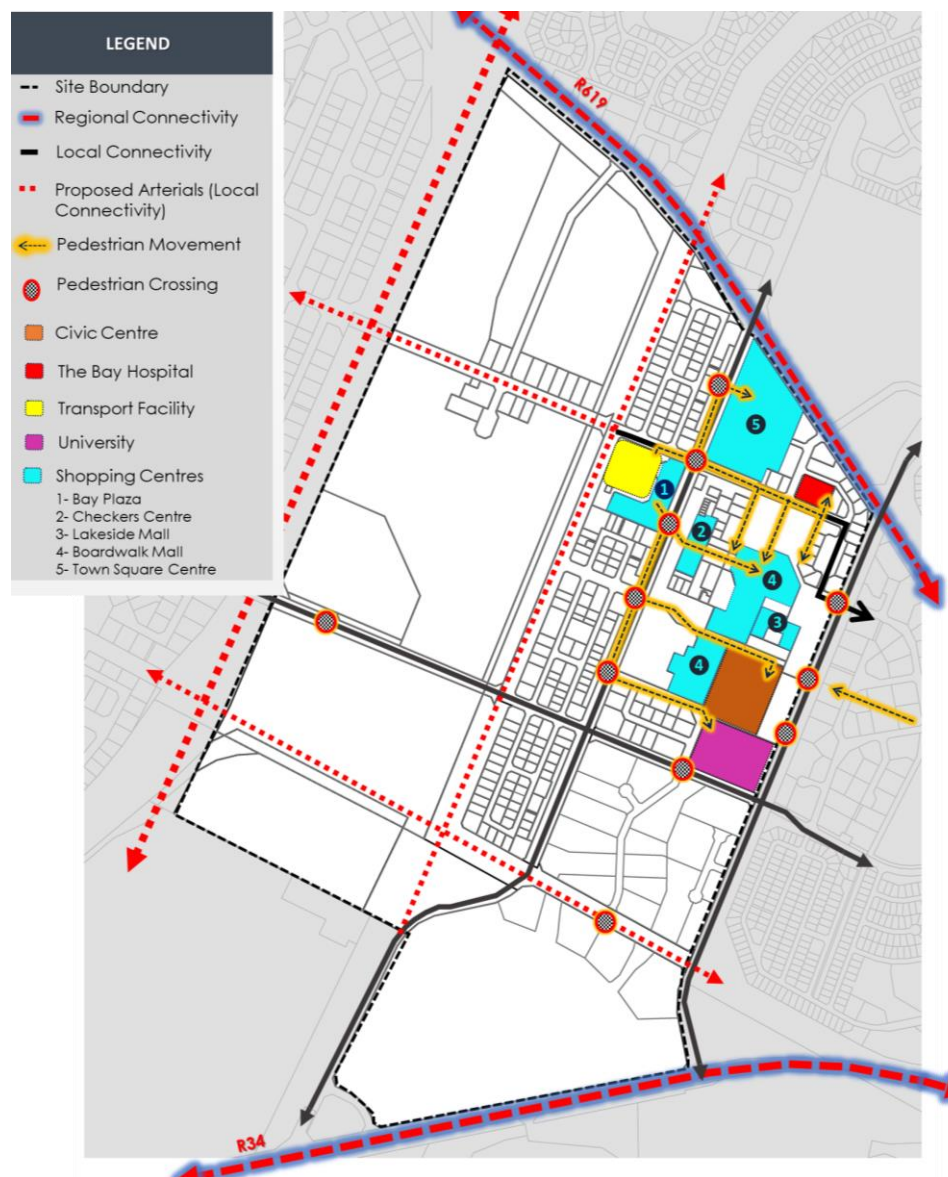 LEGEND
Site Boundary
Regional Connectivity
Local Connectivity
Proposed Arterials (Local
Connectivity)
Pedestrian Movement
Pedestrian Crossing
Civic Centre
The Bay Hospital
Transport Facility
University
Shopping Centres
1- Bay Plaza
2- Checkers Centre
3- Lakeside Mall
4- Boardwalk Mall
5- Town Square Centre
R619
5
1
2
4
3
4
R34